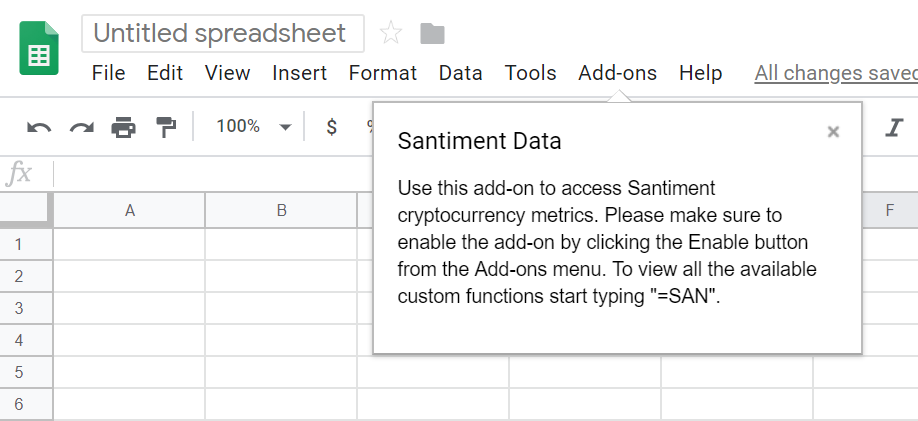 Untitled spreadsheet
File Edit View Insert Format Data Tools Add-ons Help All changes saved
100% $ I
Santiment Data ×
Use this add-on to access Santiment
cryptocurrency metrics. Please make sure to
enable the add-on by clicking the Enable button
from the Add-ons menu. To view all the available
custom functions start typing "=SAN".
fx
A B F
1
2
3
4
5
6